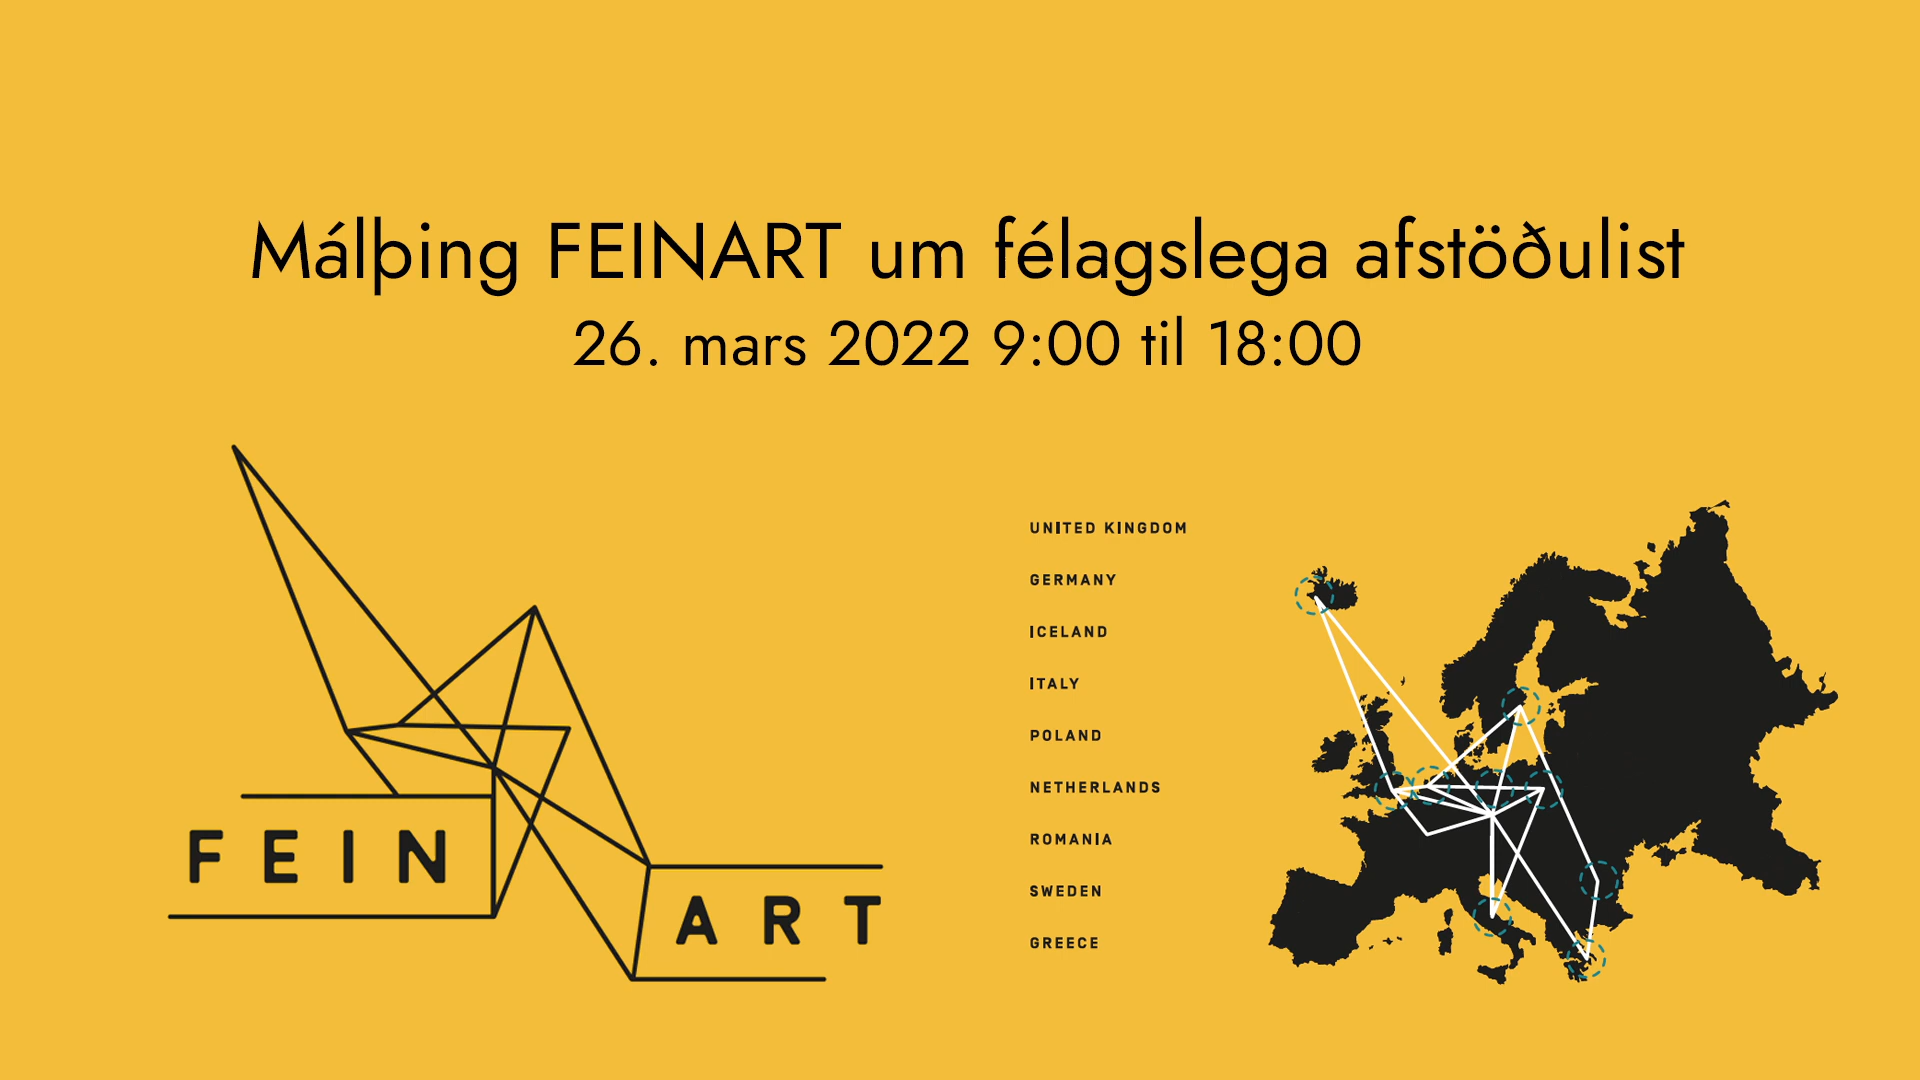 Málþing FEINART um félagslega afstöðulist
26. mars 2022 9:00 til 18:00
FEIN
ART
UNITED KINGDOM
GERMANY
ICELAND
ITALY
POLAND
NETHERLANDS
ROMANIA
SWEDEN
GREECE